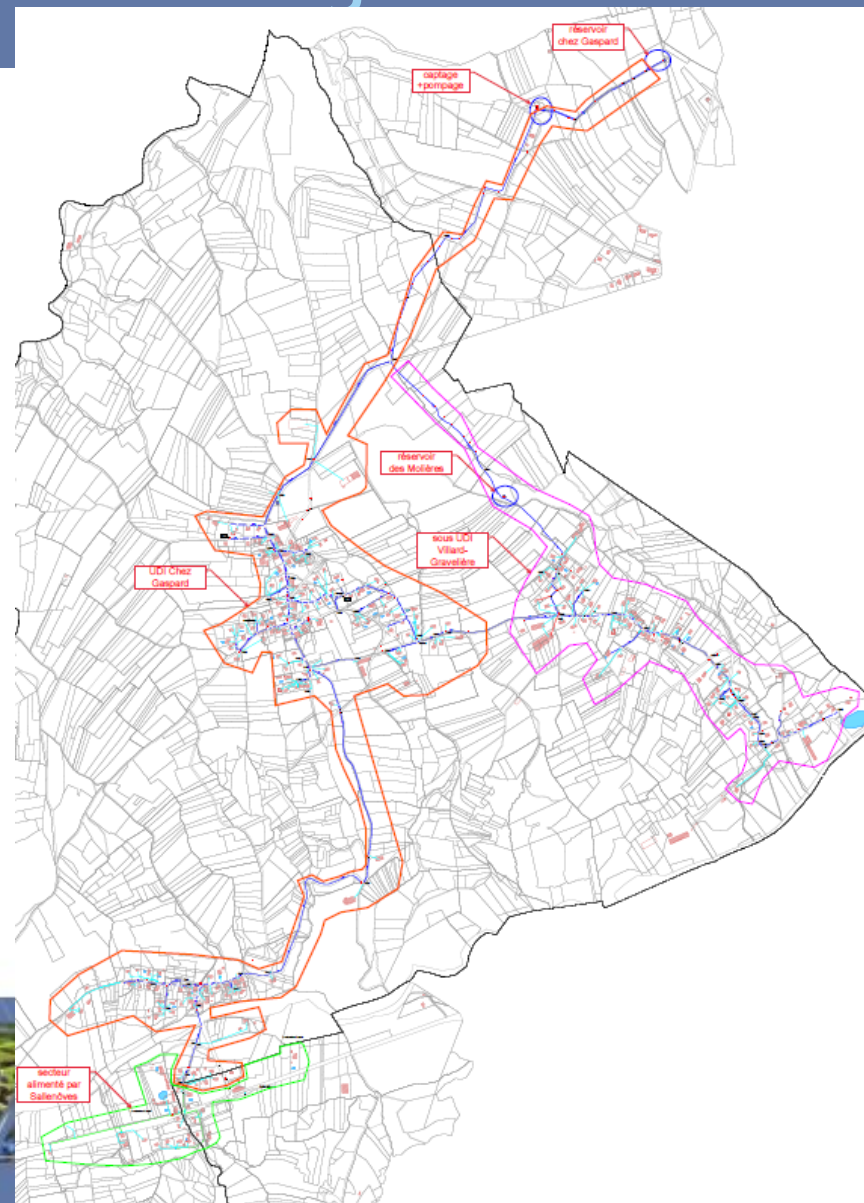 réservoir
chez Gaspard
captage
+pompage
réservoir
des Molières
sous UDI
Villard-
Gravelière
UDI Chez
Gaspard
secteur
alimenté par
Sallenôves